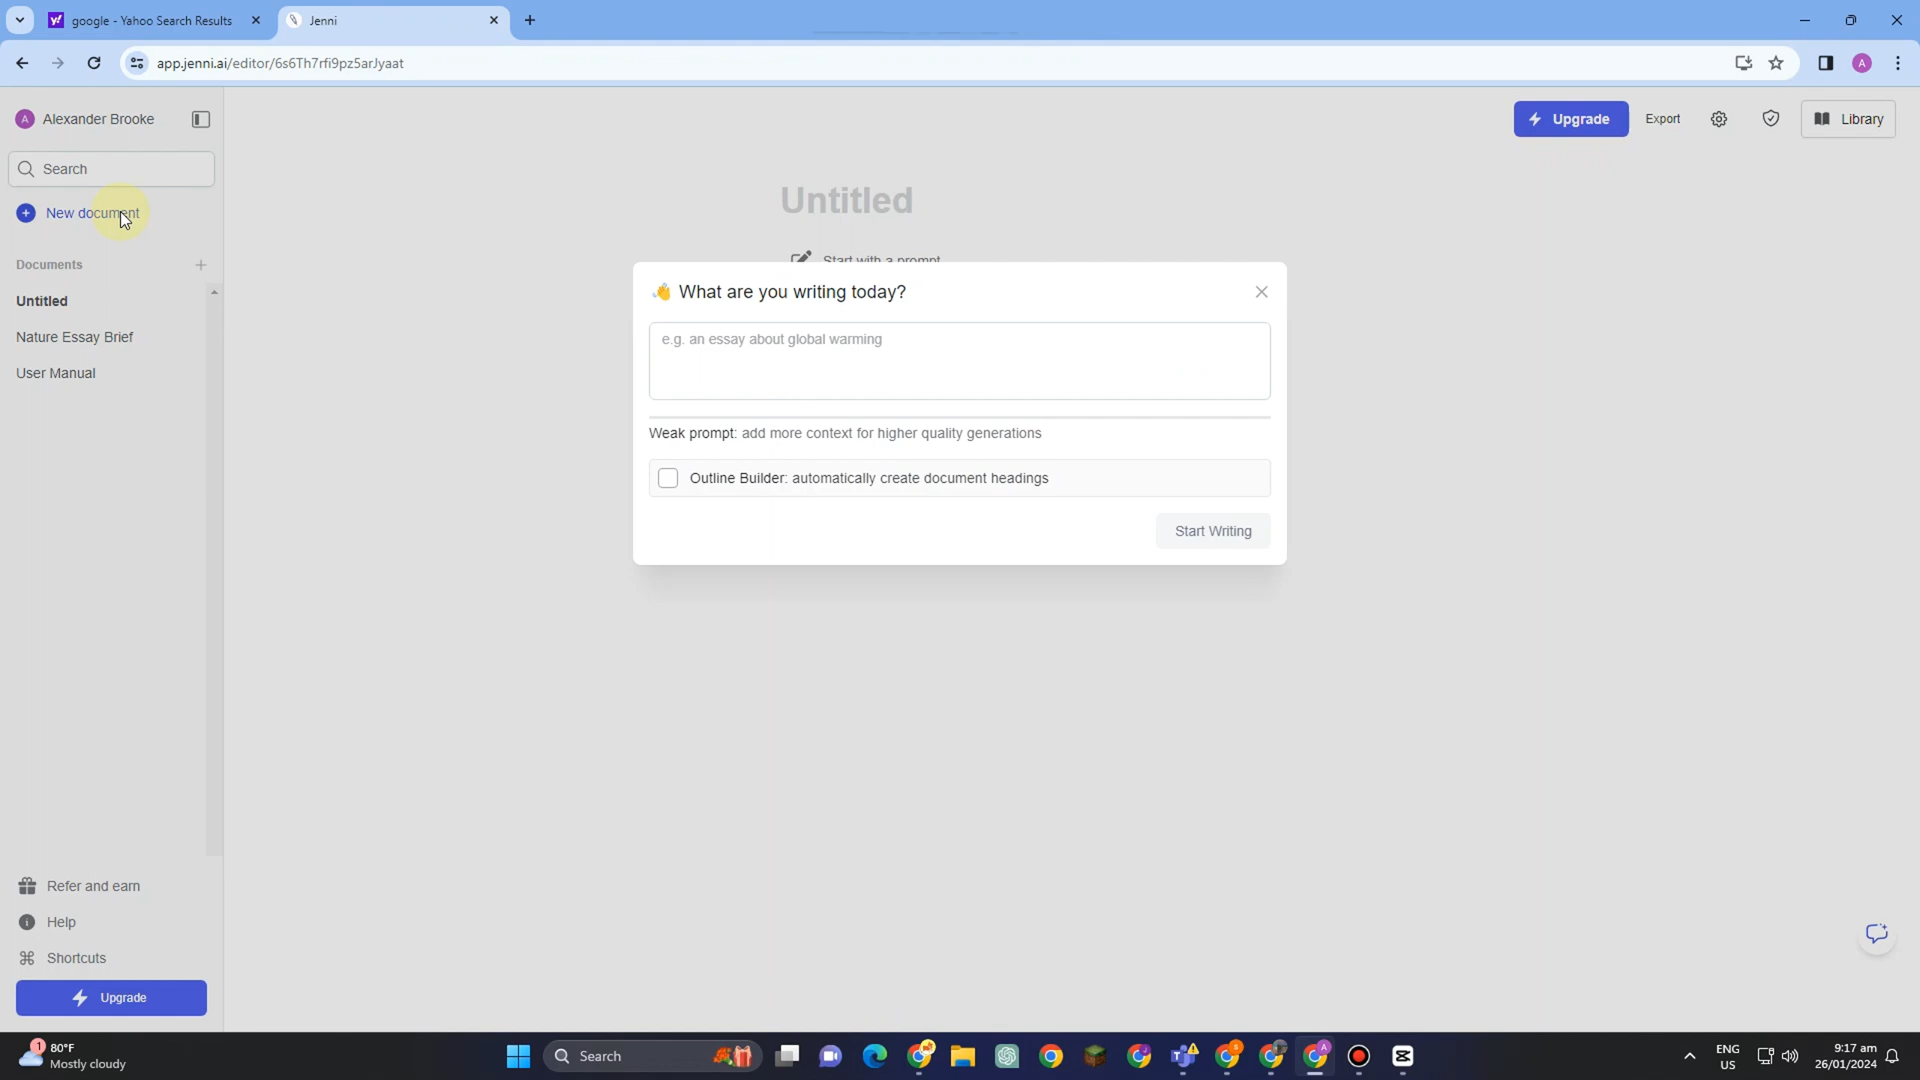 google - Yahoo Search Results
Jenni
app.jenni.ai/editor/6s6Th7rfi9pz5arJyaat
A
A Alexander Brooke
Upgrade
Export
Library
Search
New document
Untitled
Start with a prompt
Documents
Untitled
Nature Essay Brief
User Manual
👋 What are you writing today?
e.g. an essay about global warming
Weak prompt: add more context for higher quality generations
Outline Builder: automatically create document headings
Start Writing
Refer and earn
Help
Shortcuts
Upgrade
1
80°F
Mostly cloudy
Search
ENG
US
9:17 am
26/01/2024